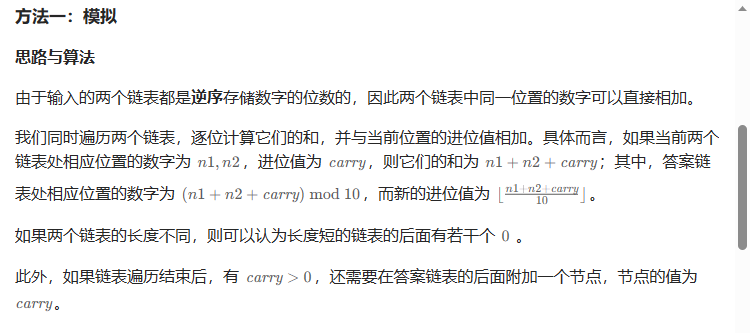 方法一：模拟
思路与算法
由于输入的两个链表都是逆序存储数字的位数的，因此两个链表中同一位置的数字可以直接相加。
我们同时遍历两个链表，逐位计算它们的和，并与当前位置的进位值相加。具体而言，如果当前两个
链表处相应位置的数字为 n1,n2，进位值为 carry，则它们的和为 n1+n2+carry；其中，答案链
表处相应位置的数字为 (n1+n2+carry) mod 10，而新的进位值为 ⌊\frac{n1+n2+carry}{10}⌋。
如果两个链表的长度不同，则可以认为长度短的链表的后面有若干个 0 。
此外，如果链表遍历结束后，有 carry>0，还需要在答案链表的后面附加一个节点，节点的值为
carry。